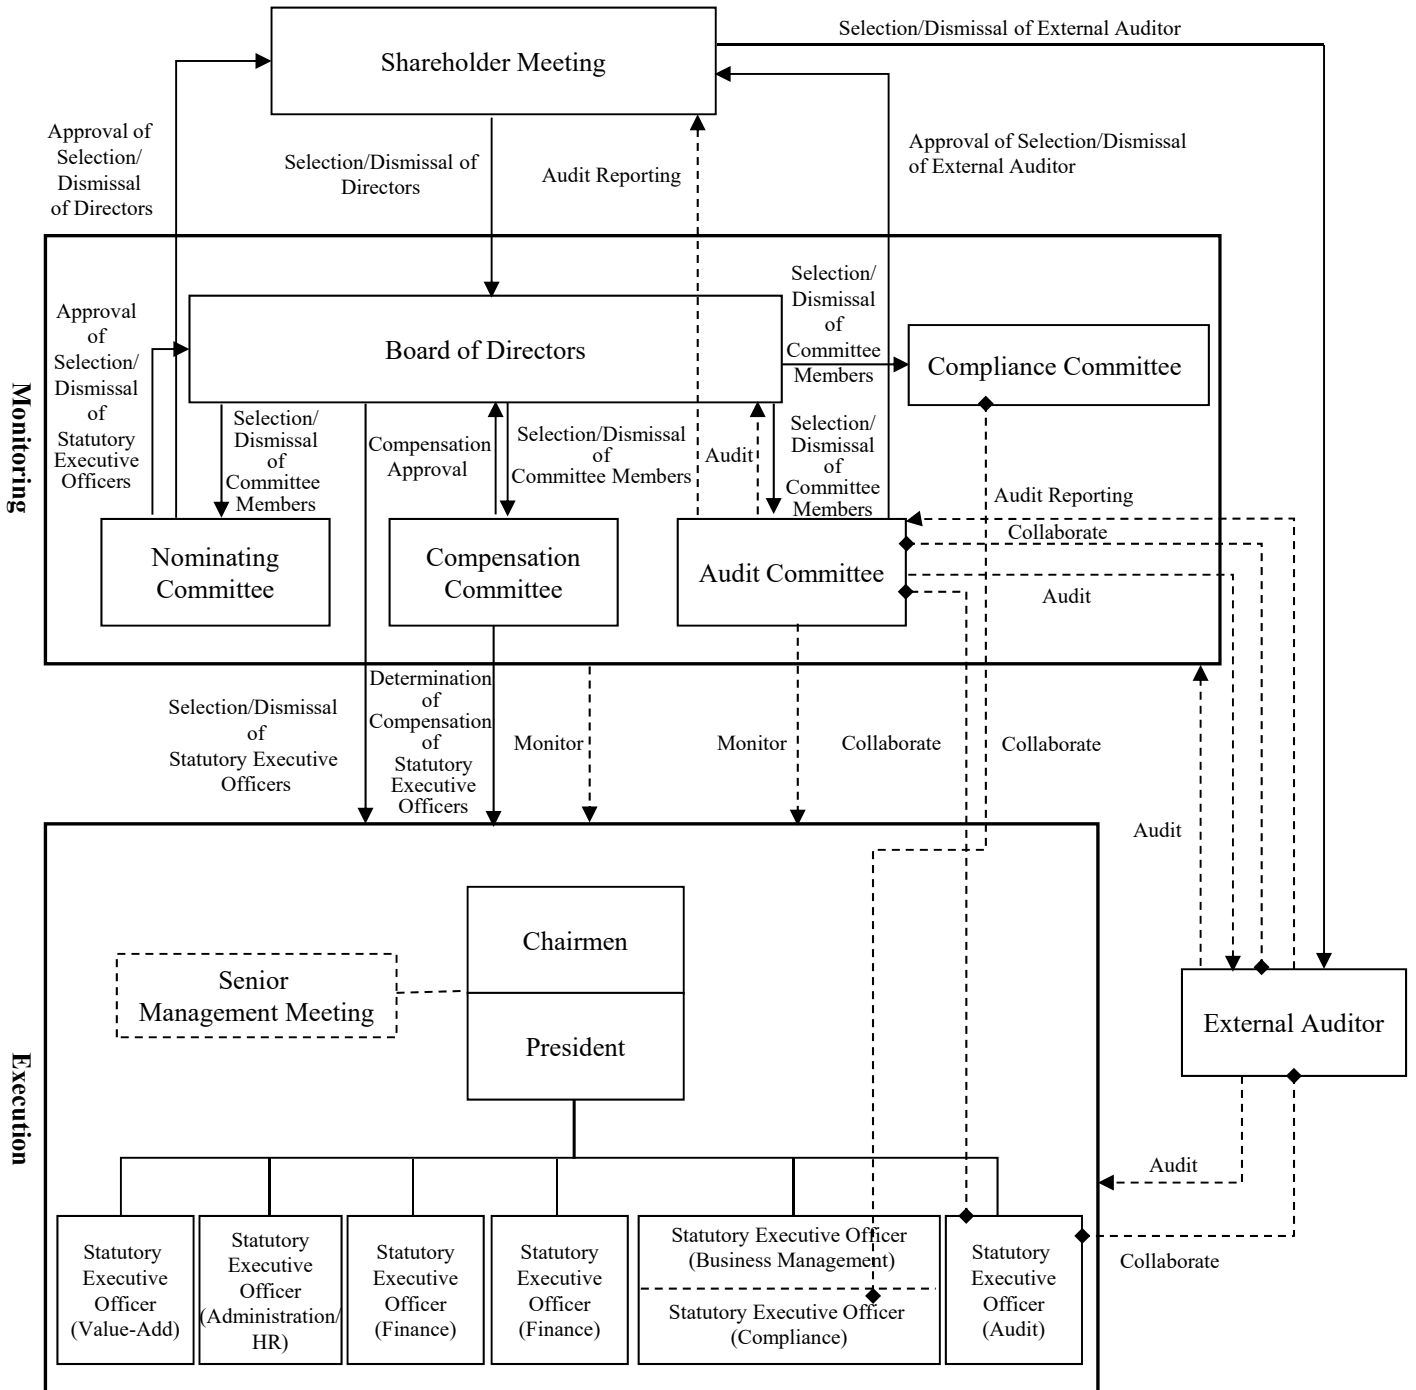 Selection/Dismissal of External Auditor
Shareholder Meeting
Approval of
Selection/
Dismissal
of Directors
Selection/Dismissal of
Directors
Audit Reporting
Approval of Selection/Dismissal
of External Auditor
Monitoring
Approval
of
Selection/
Dismissal
of
Statutory
Executive
Officers
Board of Directors
Selection/
Dismissal
of
Committee
Members
Compliance Committee
Selection/
Dismissal
of
Committee
Members
Compensation
Approval
Selection/Dismissal
of
Committee Members
Audit
Selection/
Dismissal
of
Committee
Members
Audit Reporting
Collaborate
Audit
Nominating
Committee
Compensation
Committee
Audit Committee
Selection/Dismissal
of
Statutory Executive
Officers
Determination
of
Compensation
of
Statutory
Executive
Officers
Monitor
Monitor
Collaborate
Collaborate
Audit
Execution
Chairmen
President
Senior
Management Meeting
External Auditor
Audit
Collaborate
Statutory
Executive
Officer
(Value-Add)
Statutory
Executive
Officer
(Administration/
HR)
Statutory
Executive
Officer
(Finance)
Statutory
Executive
Officer
(Finance)
Statutory Executive Officer
(Business Management)
Statutory Executive Officer
(Compliance)
Statutory
Executive
Officer
(Audit)